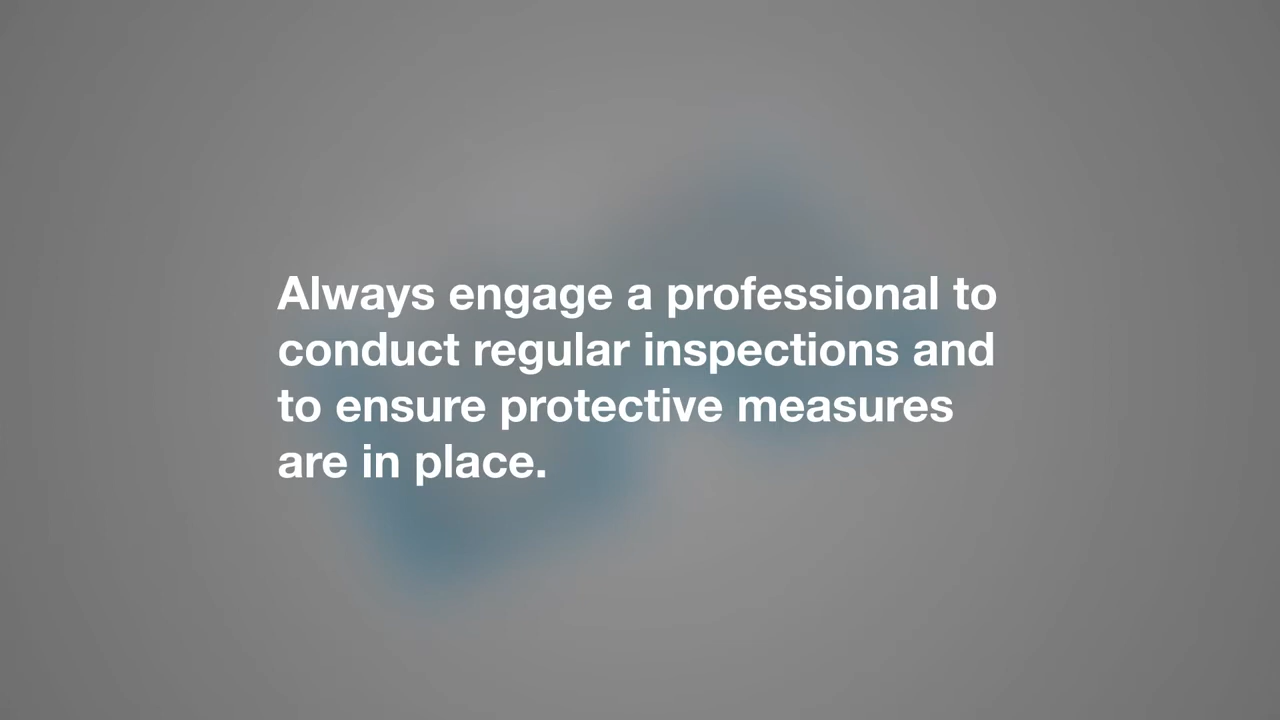 Always engage a professional to
conduct regular inspections and
to ensure protective measures
are in place.